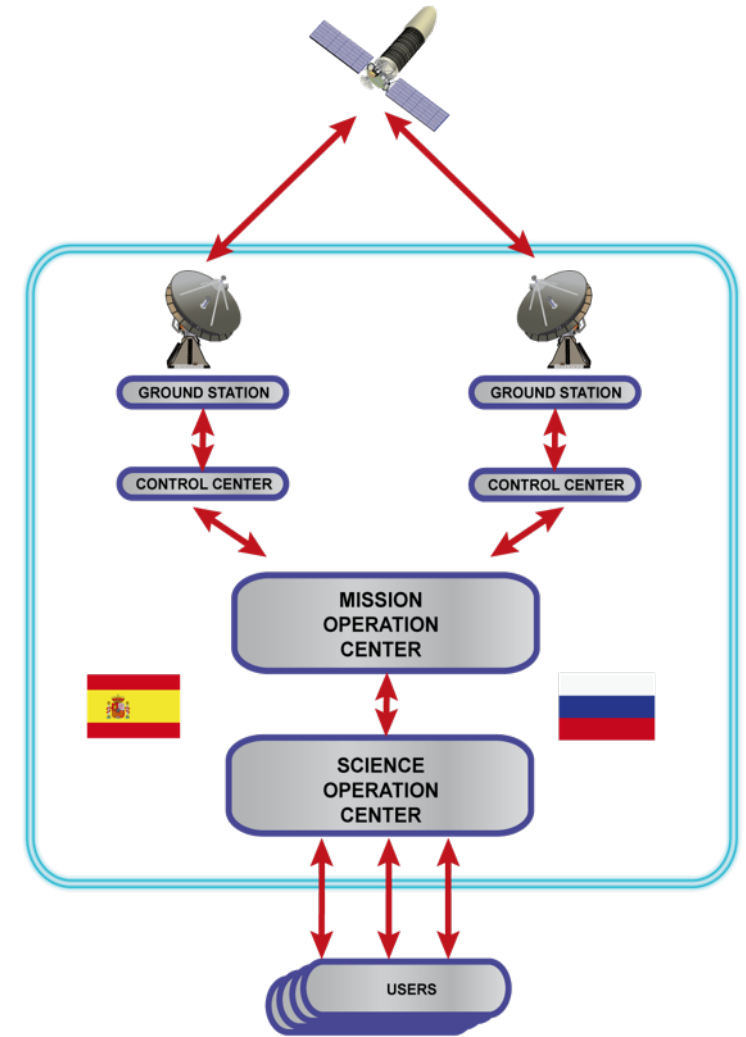 GROUND STATION
GROUND STATION
CONTROL CENTER
CONTROL CENTER
MISSION
OPERATION
CENTER
SCIENCE
OPERATION
CENTER
USERS